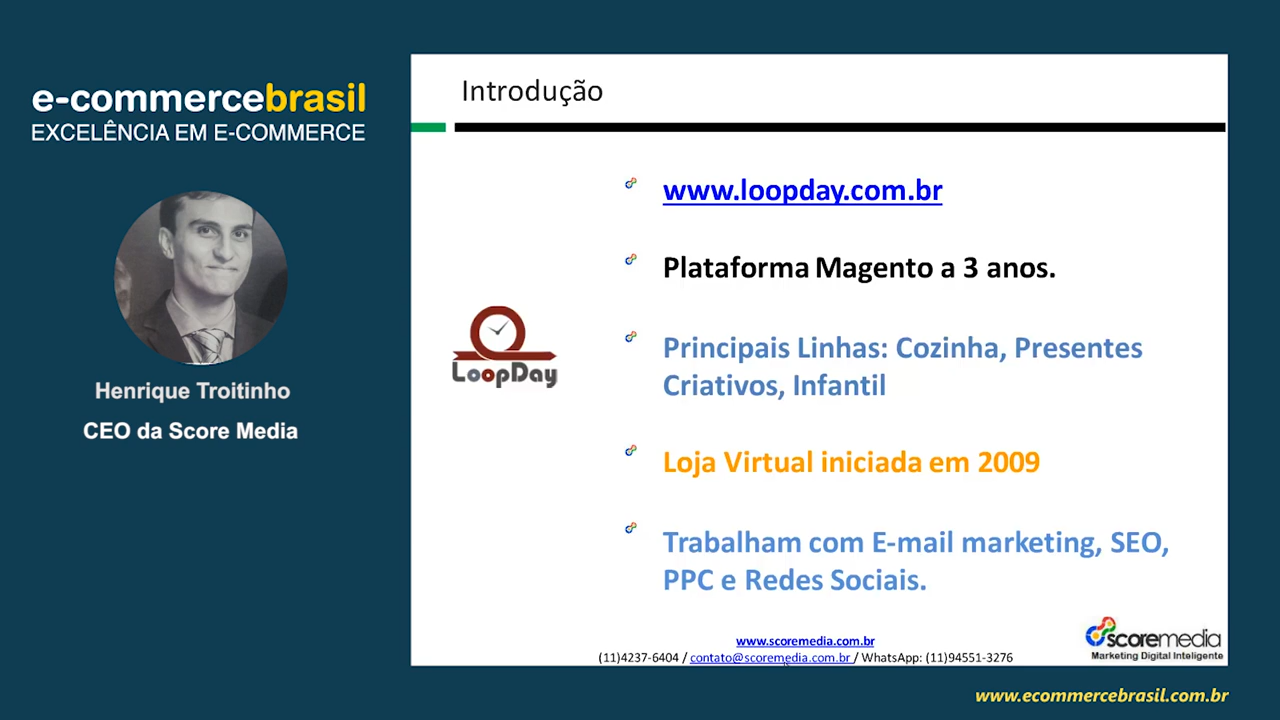 e-commercebrasil
EXCELÊNCIA EM E-COMMERCE
Henrique Troitinho
CEO da Score Media
Introdução
www.loopday.com.br
Plataforma Magento a 3 anos.
Principais Linhas: Cozinha, Presentes
Criativos, Infantil
Loja Virtual iniciada em 2009
Trabalham com E-mail marketing, SEO,
PPC e Redes Sociais.
LoopDay
www.scoremedia.com.br
(11)4237-6404 / contato@scoremedia.com.br / WhatsApp: (11)94551-3276
scoremedia
Marketing Digital Inteligente
www.ecommercebrasil.com.br